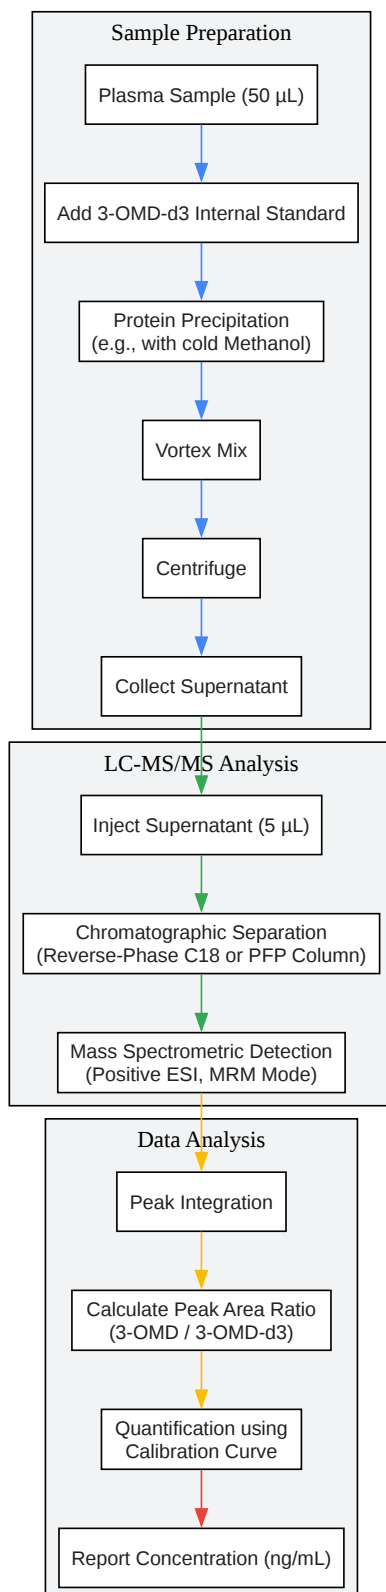 Sample Preparation
Plasma Sample (50 µL)
Add 3-OMD-d3 Internal Standard
Protein Precipitation
(e.g., with cold Methanol)
Vortex Mix
Centrifuge
Collect Supernatant
LC-MS/MS Analysis
Inject Supernatant (5 µL)
Chromatographic Separation
(Reverse-Phase C18 or PFP Column)
Mass Spectrometric Detection
(Positive ESI, MRM Mode)
Data Analysis
Peak Integration
Calculate Peak Area Ratio
(3-OMD / 3-OMD-d3)
Quantification using
Calibration Curve
Report Concentration (ng/mL)